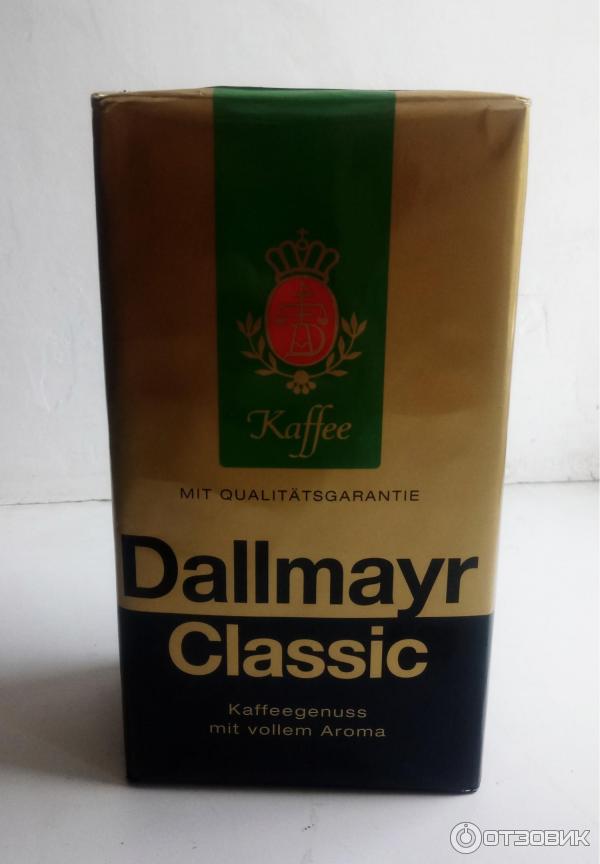 Kaffee
MIT QUALITÄTSGARANTIE
Dallmayr
Classic
Kaffeegenuss
mit vollem Aroma
ОТЗОВИК